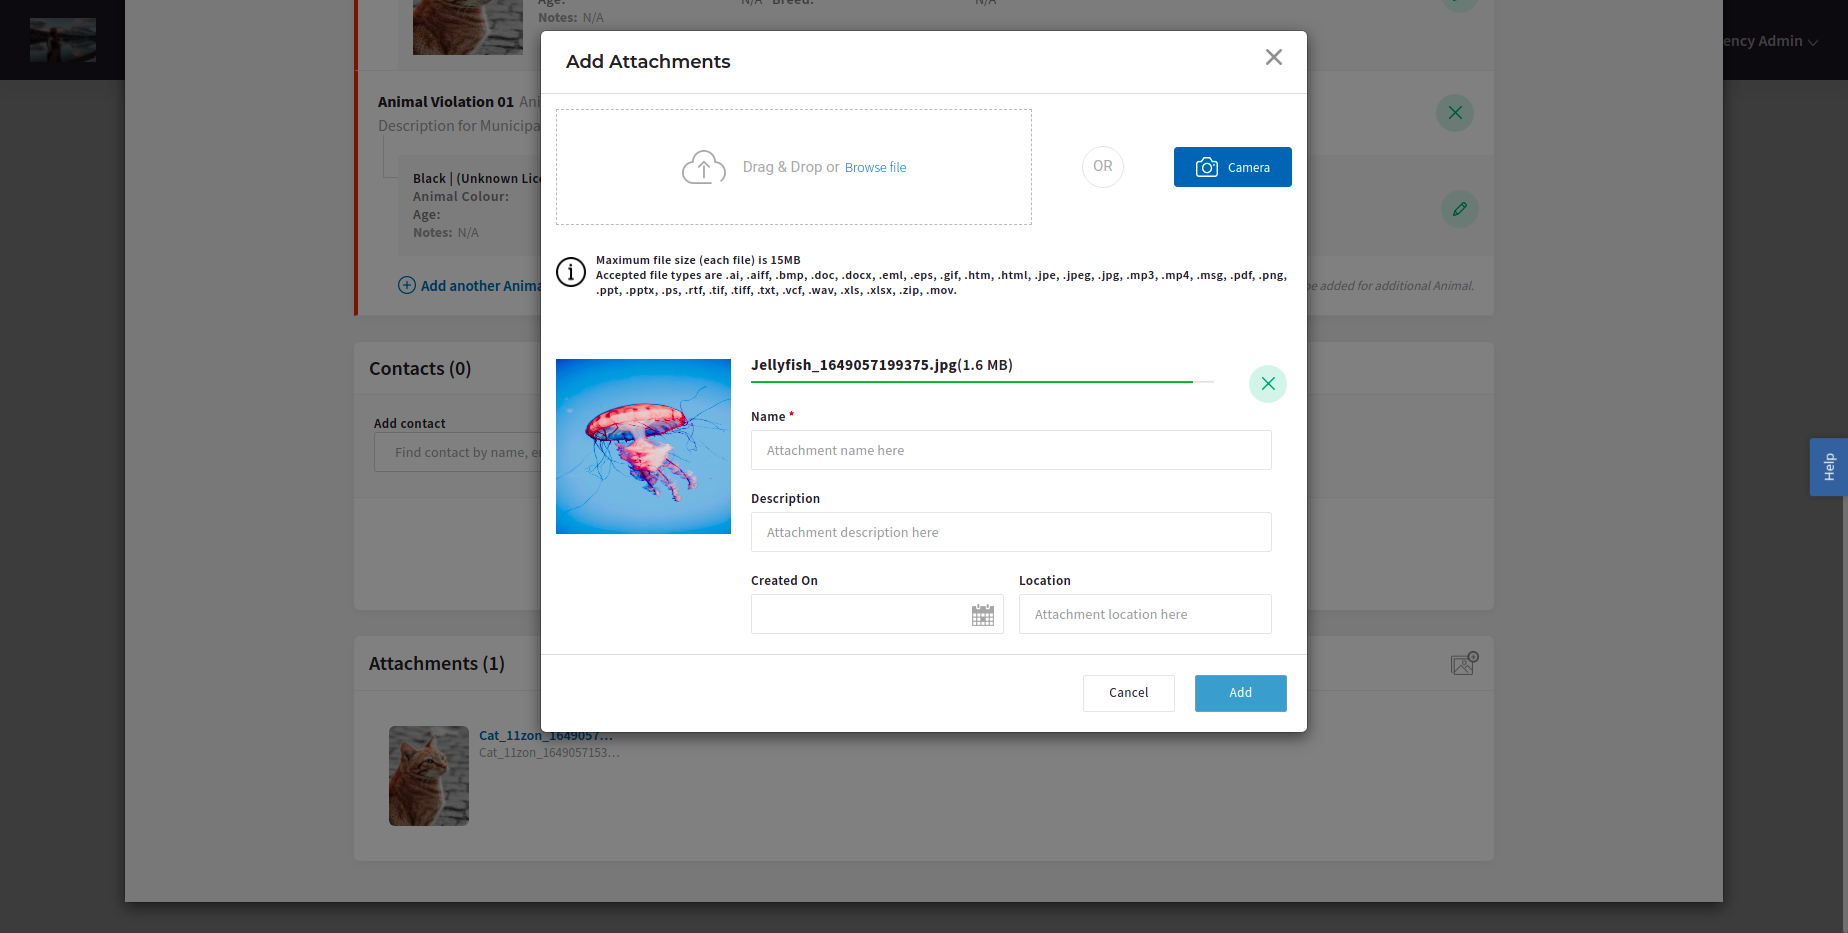 Age:
N/A Breed:
N/A
Notes: N/A
ency Admin
Add Attachments
Animal Violation 01 Ani
Description for Municipa
Drag & Drop or Browse file
OR
Camera
Black | (Unknown Lice
Animal Colour:
Age:
Notes: N/A
Maximum file size (each file) is 15MB
Accepted file types are .ai, .aiff, .bmp, .doc, .docx, .eml, .eps, .gif, .htm, .html, .jpe, .jpeg, .jpg, .mp3, .mp4, .msg, .pdf, .png,
.ppt, .pptx, .ps, .rtf, .tif, .tiff, .txt, .vcf, .wav, .xls, .xlsx, .zip, .mov.
Add another Anima
be added for additional Animal.
Jellyfish_1649057199375.jpg(1.6 MB)
Contacts (0)
Name *
Add contact
Attachment name here
Find contact by name, e
Help
Description
Attachment description here
Created On
Location
Attachment location here
Attachments (1)
Cancel
Add
Cat_11zon_1649057...
Cat_11zon_1649057153...